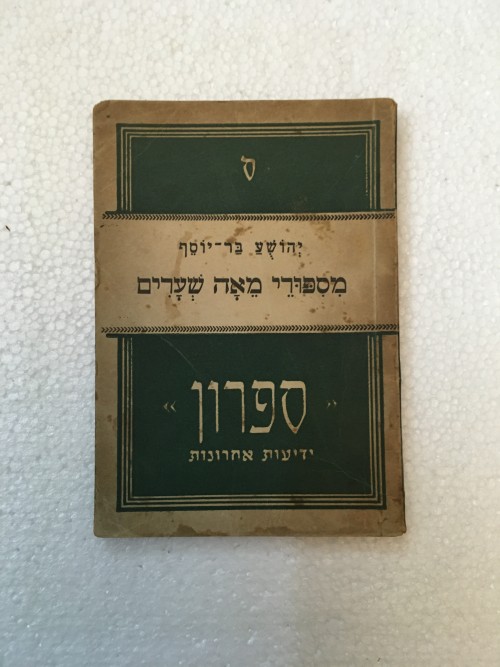 ס
יְהוֹשֻׁעַ בַּר־יוֹסֵף
מִסִפּוּרֵי מֵאָה שְׁעָרִים
« ספרון »
ידיעות אחרונות